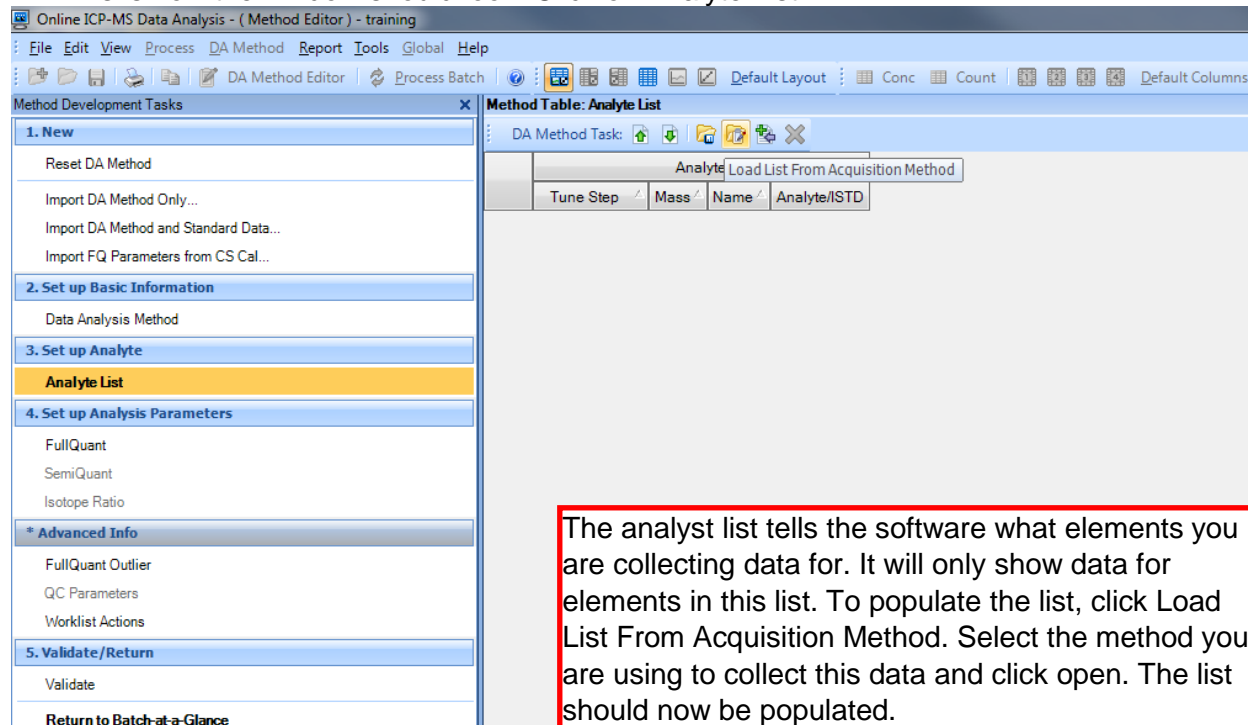 Online ICP-MS Data Analysis - ( Method Editor ) - training
File Edit View Process DA Method Report Tools Global Help
DA Method Editor Process Batch Default Layout Conc Count 1 2 3 4 Default Columns
Method Development Tasks X Method Table: Analyte List
1. New
DA Method Task:
Reset DA Method
Analyte Load List From Acquisition Method
Import DA Method Only...
Tune Step Mass Name Analyte/ISTD
Import DA Method and Standard Data...
Import FQ Parameters from CS Cal...
2. Set up Basic Information
Data Analysis Method
3. Set up Analyte
Analyte List
4. Set up Analysis Parameters
FullQuant
SemiQuant
Isotope Ratio
* Advanced Info
FullQuant Outlier
QC Parameters
Worklist Actions
5. Validate/Return
Validate
Return to Batch-at-a-Glance
The analyst list tells the software what elements you
are collecting data for. It will only show data for
elements in this list. To populate the list, click Load
List From Acquisition Method. Select the method you
are using to collect this data and click open. The list
should now be populated.